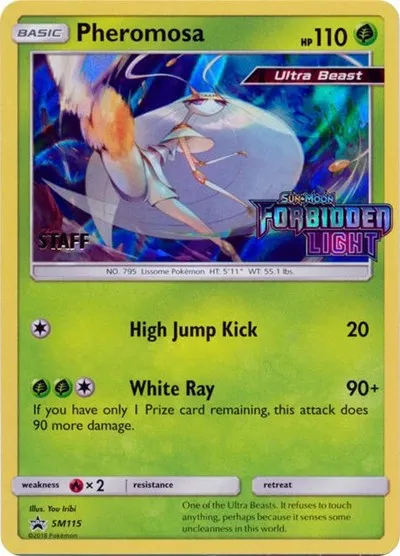 BASIC Pheromosa HP 110
Ultra Beast
SUN & MOON
FORBIDDEN
LIGHT
STAFF
NO. 795 Lissome Pokémon HT: 5'11" WT: 55.1 lbs.
High Jump Kick 20
White Ray 90+
If you have only 1 Prize card remaining, this attack does
90 more damage.
weakness × 2 resistance retreat
Illus. You Iribi
SM115
©2018 Pokémon
One of the Ultra Beasts. It refuses to touch
anything, perhaps because it senses some
uncleanness in this world.